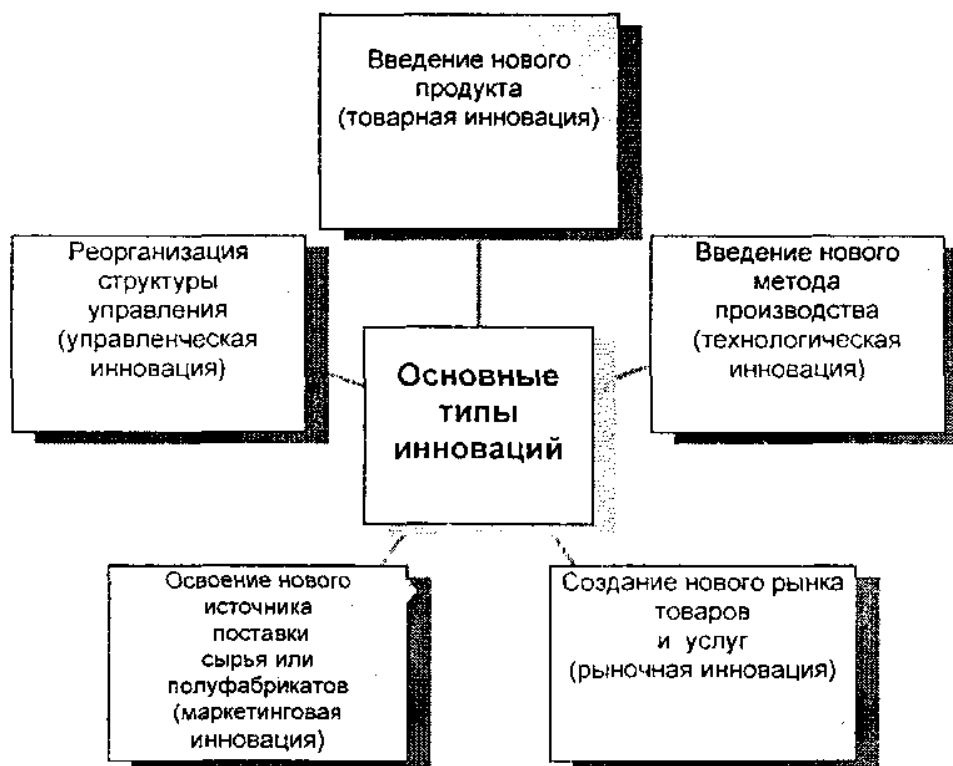 Введение нового
продукта
(товарная инновация)
Реорганизация
структуры
управления
(управленческая
инновация)
Введение нового
метода
производства
(технологическая
инновация)
Основные
типы
инноваций
Освоение нового
источника
поставки
сырья или
полуфабрикатов
(маркетинговая
инновация)
Создание нового рынка
товаров
и услуг
(рыночная инновация)